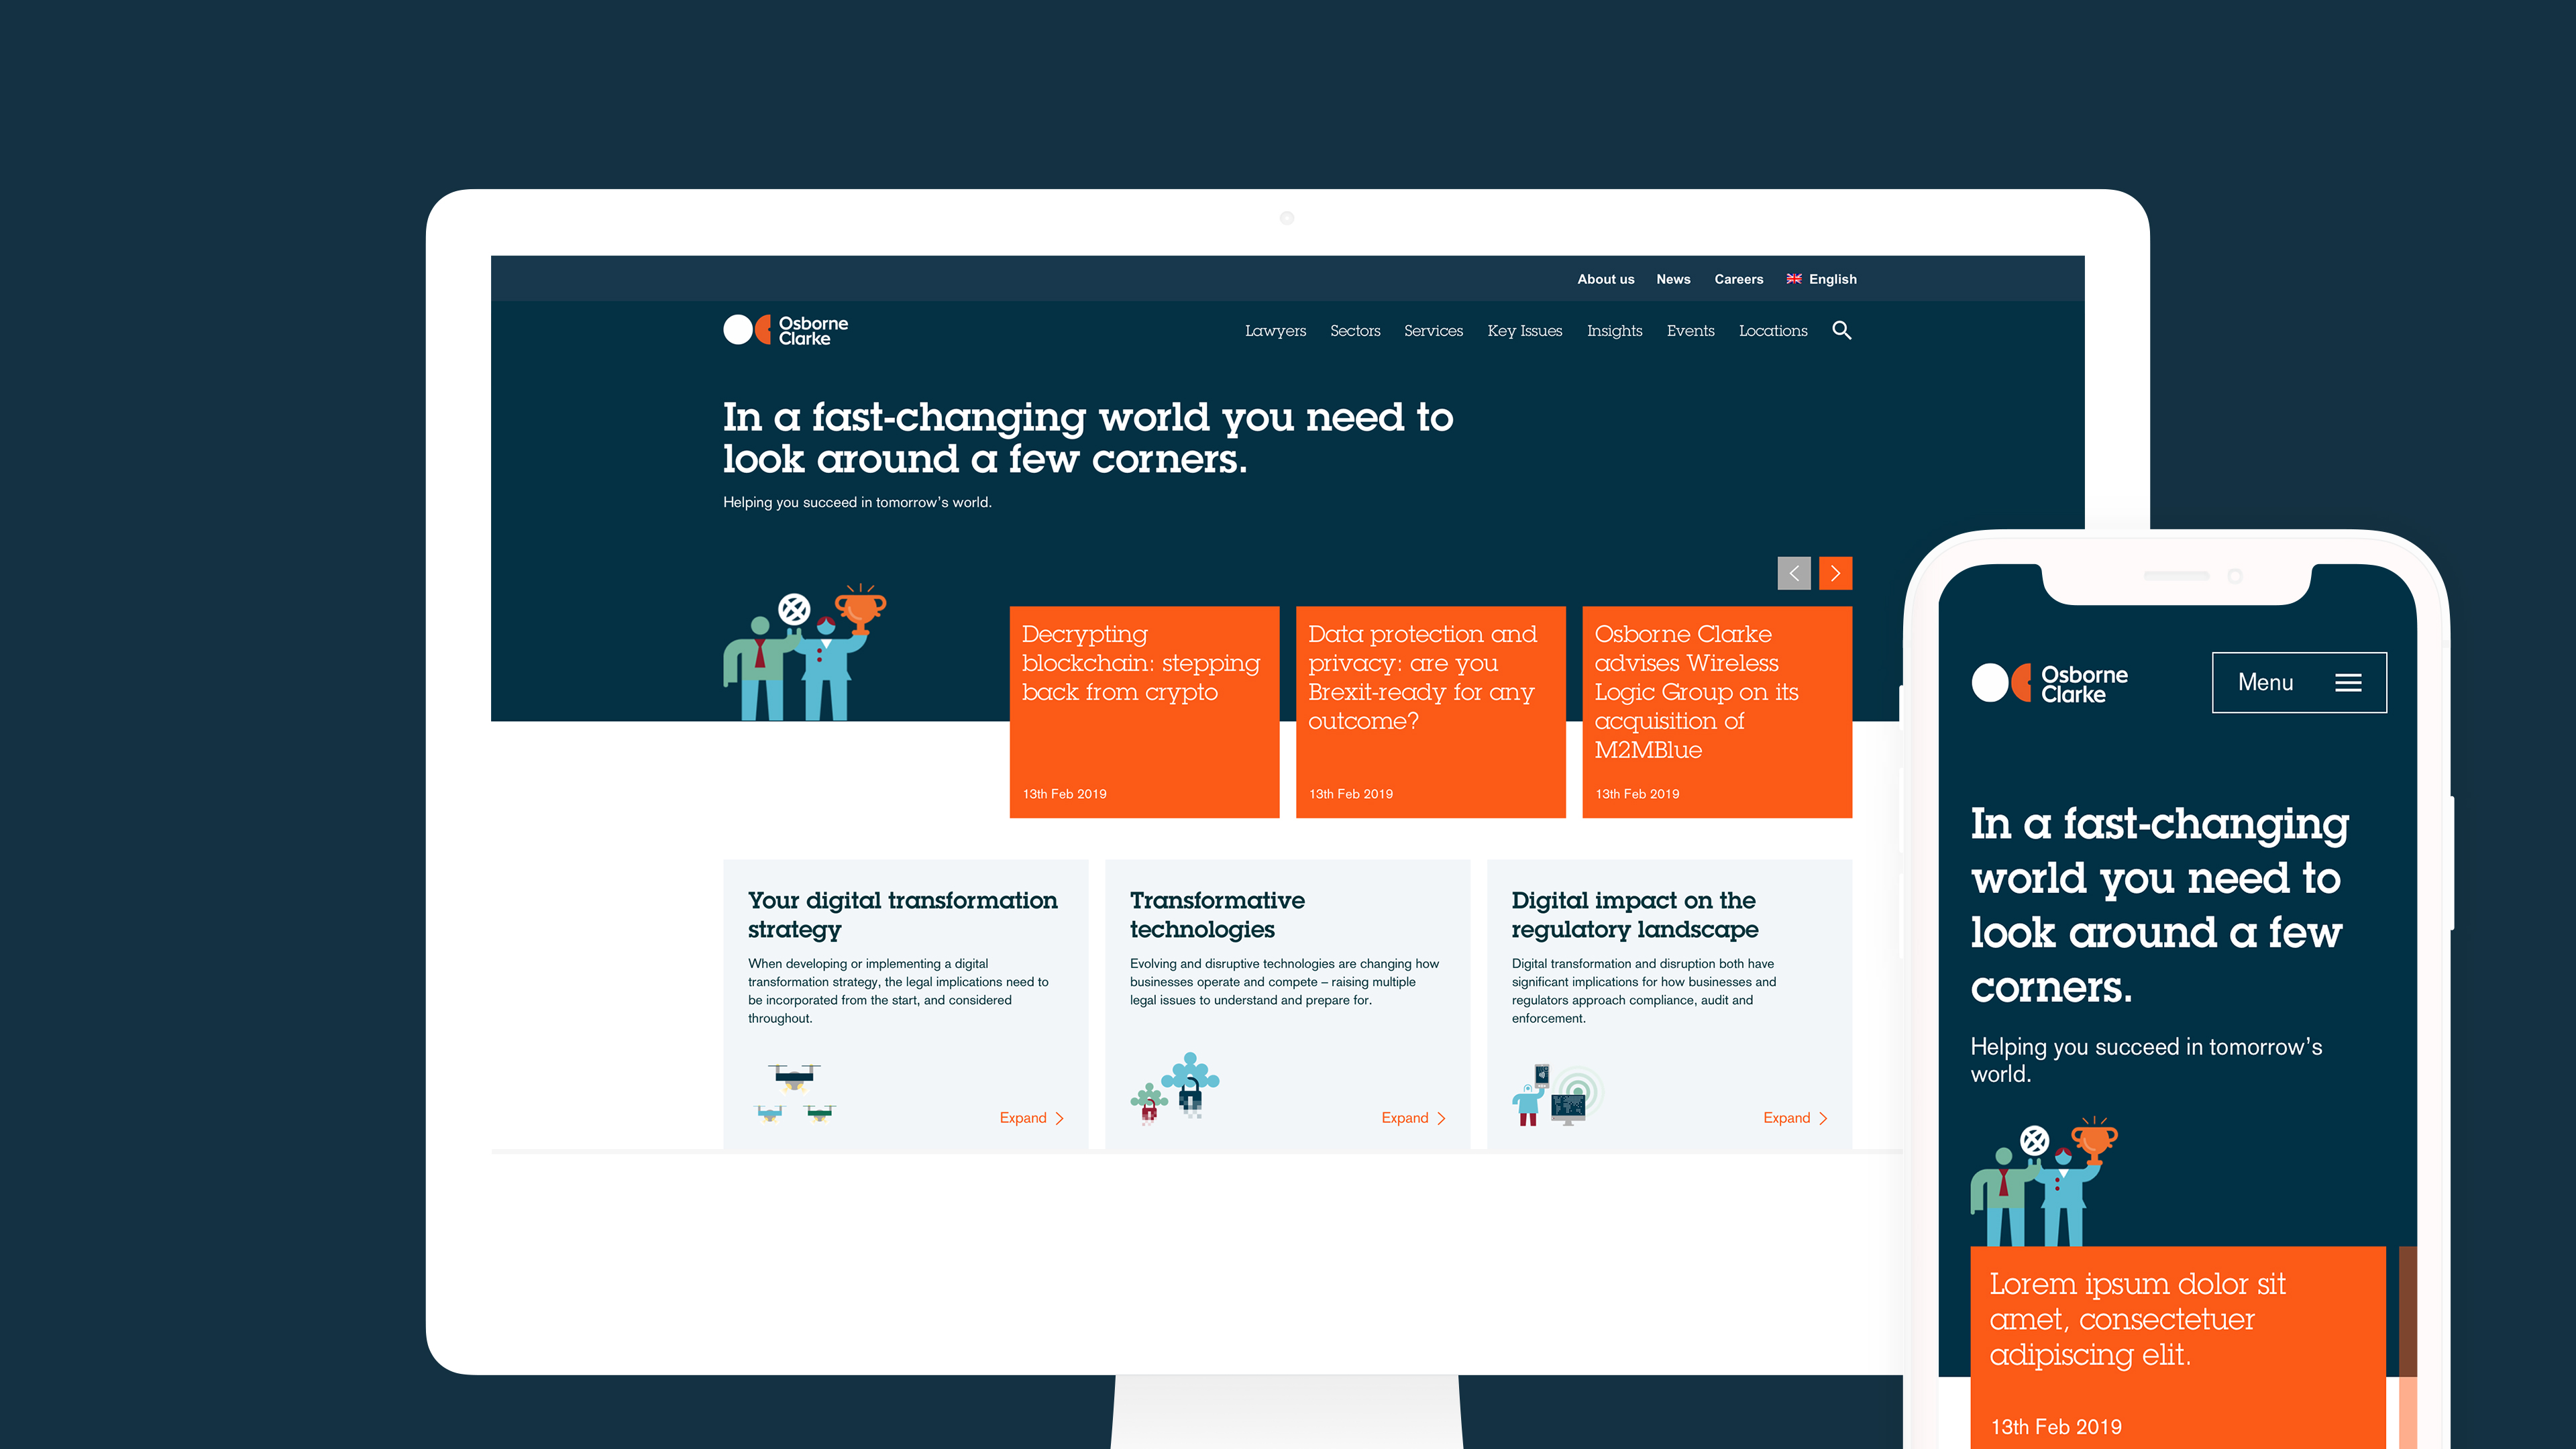 About us News Careers English
Osborne
Clarke
Lawyers Sectors Services Key Issues Insights Events Locations
In a fast-changing world you need to
look around a few corners.
Helping you succeed in tomorrow's world.
Decrypting
blockchain: stepping
back from crypto
13th Feb 2019
Data protection and
privacy: are you
Brexit-ready for any
outcome?
13th Feb 2019
Osborne Clarke
advises Wireless
Logic Group on its
acquisition of
M2MBlue
13th Feb 2019
Your digital transformation
strategy
When developing or implementing a digital
transformation strategy, the legal implications need to
be incorporated from the start, and considered
throughout.
Expand
Transformative
technologies
Evolving and disruptive technologies are changing how
businesses operate and compete – raising multiple
legal issues to understand and prepare for.
Expand
Digital impact on the
regulatory landscape
Digital transformation and disruption both have
significant implications for how businesses and
regulators approach compliance, audit and
enforcement.
Expand
Osborne
Clarke
Menu
In a fast-changing
world you need to
look around a few
corners.
Helping you succeed in tomorrow's
world.
Lorem ipsum dolor sit
amet, consectetuer
adipiscing elit.
13th Feb 2019